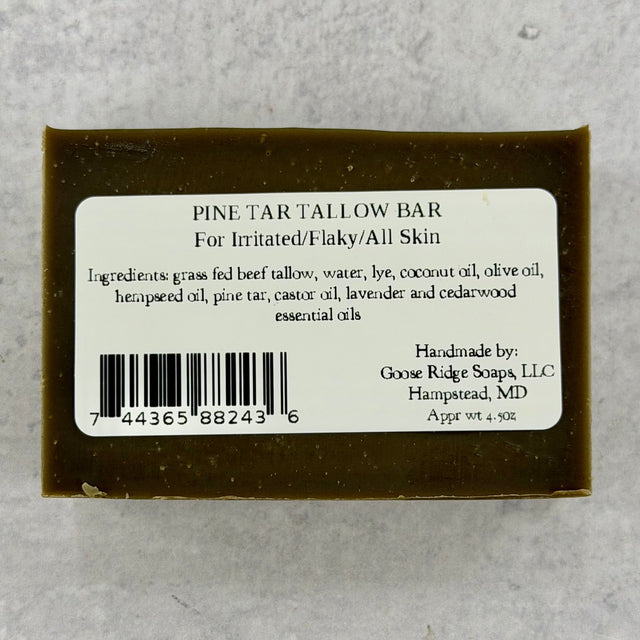 PINE TAR TALLOW BAR
For Irritated/Flaky/All Skin
Ingredients: grass fed beef tallow, water, lye, coconut oil, olive oil,
hempseed oil, pine tar, castor oil, lavender and cedarwood
essential oils
Handmade by:
Goose Ridge Soaps, LLC
Hampstead, MD
Appr wt 4.5oz
7 44365 88243 6